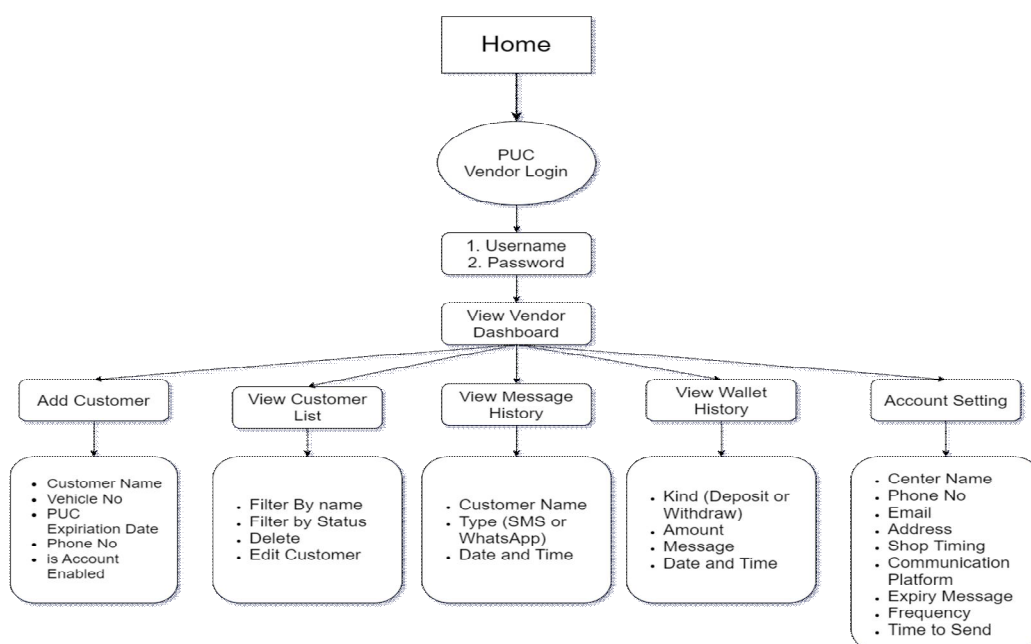 Home
PUC
Vendor Login
1. Username
2. Password
View Vendor
Dashboard
Add Customer
View Customer
List
View Message
History
View Wallet
History
Account Setting
• Customer Name
• Vehicle No
• PUC
Expiriation Date
• Phone No
• is Account
Enabled
• Filter By name
• Filter by Status
• Delete
• Edit Customer
• Customer Name
• Type (SMS or
WhatsApp)
• Date and Time
• Kind (Deposit or
Withdraw)
• Amount
• Message
• Date and Time
• Center Name
• Phone No
• Email
• Address
• Shop Timing
• Communication
Platform
• Expiry Message
• Frequency
• Time to Send